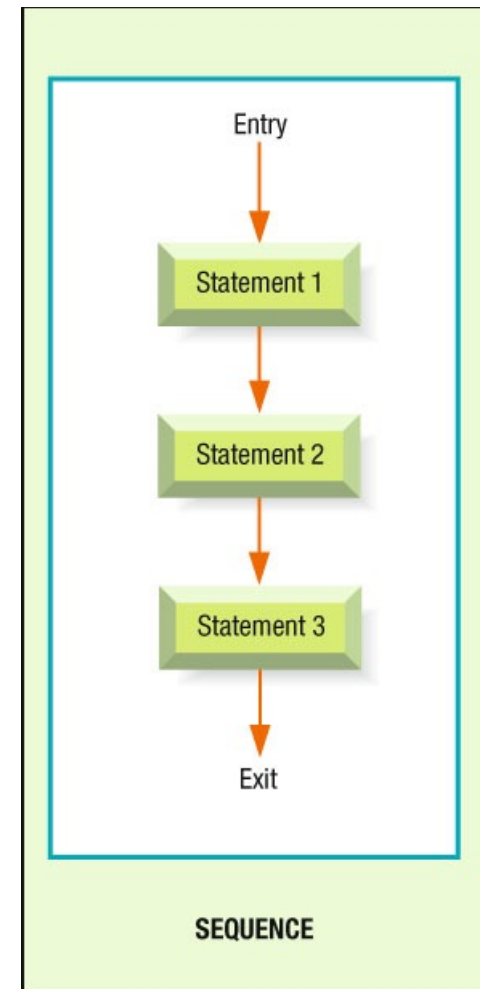 Entry
Statement 1
Statement 2
Statement 3
Exit
SEQUENCE